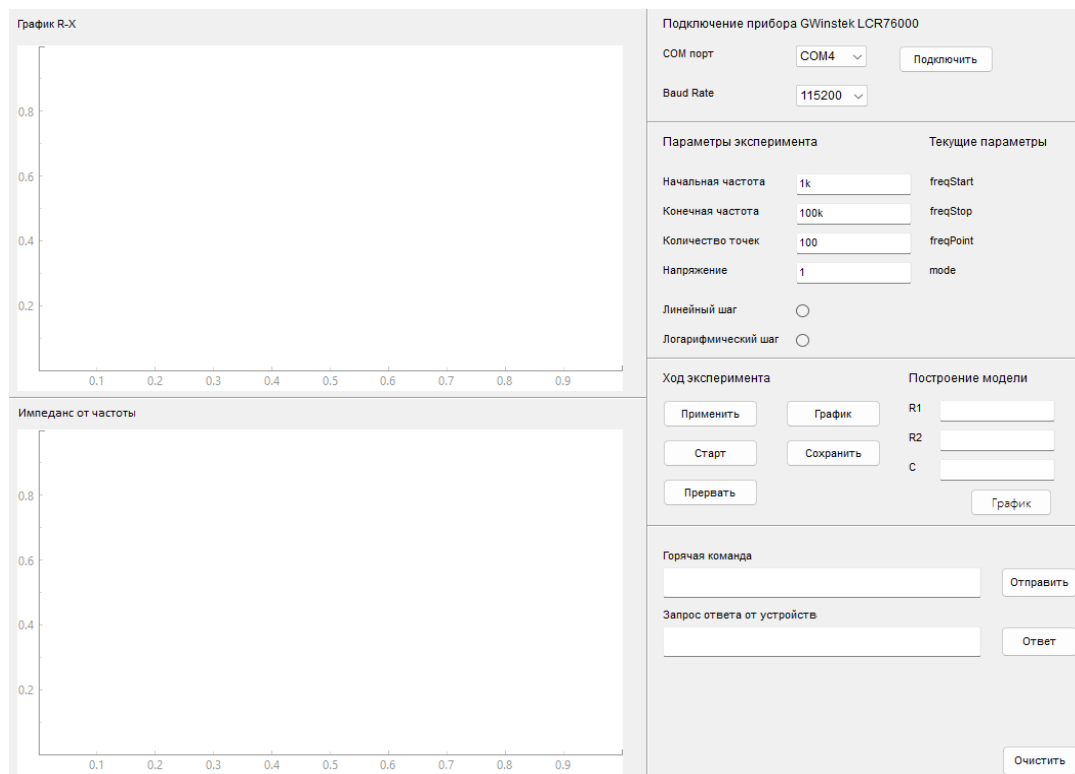 График R-X
0.8
0.6
0.4
0.2
0.1 0.2 0.3 0.4 0.5 0.6 0.7 0.8 0.9
Импеданс от частоты
0.8
0.6
0.4
0.2
0.1 0.2 0.3 0.4 0.5 0.6 0.7 0.8 0.9
Подключение прибора GWinstek LCR76000
COM порт COM4 Подключить
Baud Rate 115200
Параметры эксперимента Текущие параметры
Начальная частота 1k freqStart
Конечная частота 100k freqStop
Количество точек 100 freqPoint
Напряжение 1 mode
Линейный шаг
Логарифмический шаг
Ход эксперимента Построение модели
Применить График R1
Старт Сохранить R2
Прервать C
График
Горячая команда
Отправить
Запрос ответа от устройств
Ответ
Очистить